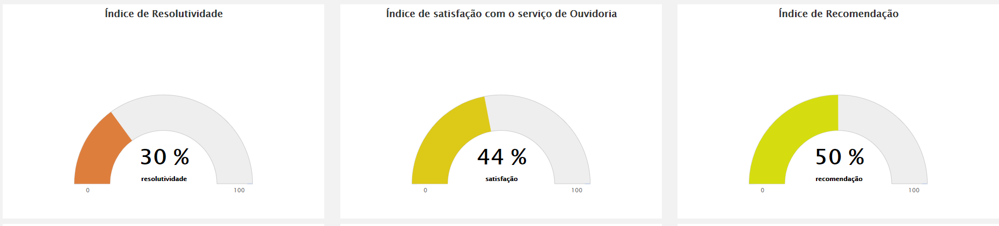 Índice de Resolutividade
30 %
resolutividade
0 100
Índice de satisfação com o serviço de Ouvidoria
44 %
satisfação
0 100
Índice de Recomendação
50 %
recomendação
0 100